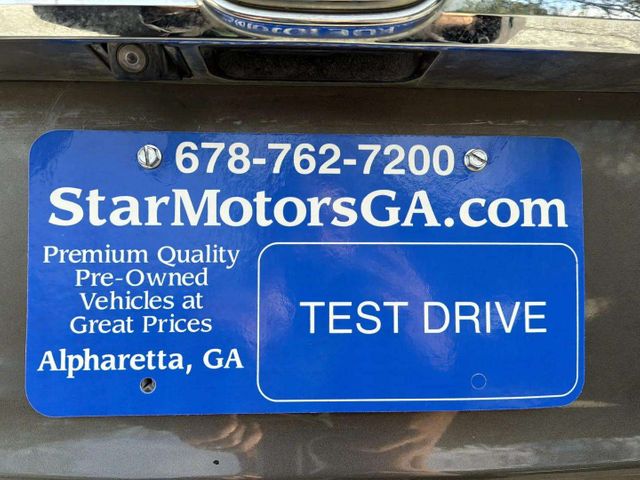 678-762-7200
StarMotorsGA.com
Premium Quality
Pre-Owned
Vehicles at
Great Prices
Alpharetta, GA
TEST DRIVE